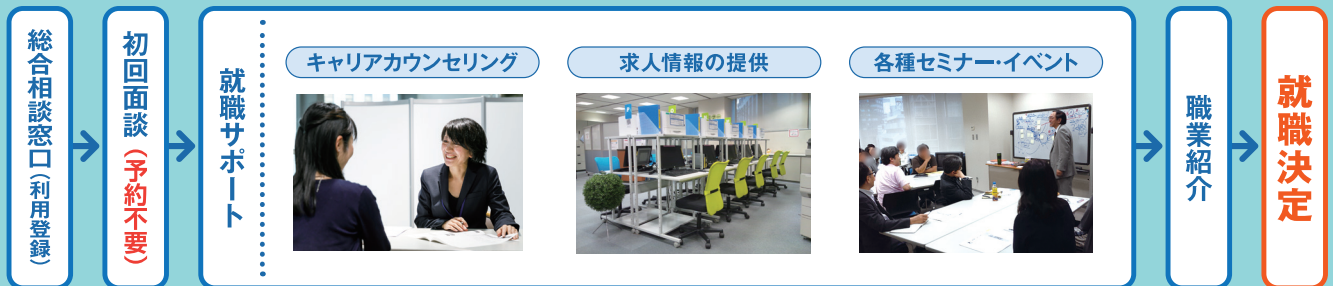 総合相談窓口(利用登録)
初回面談(予約不要)
就職サポート
キャリアカウンセリング
求人情報の提供
各種セミナー・イベント
職業紹介
就職決定